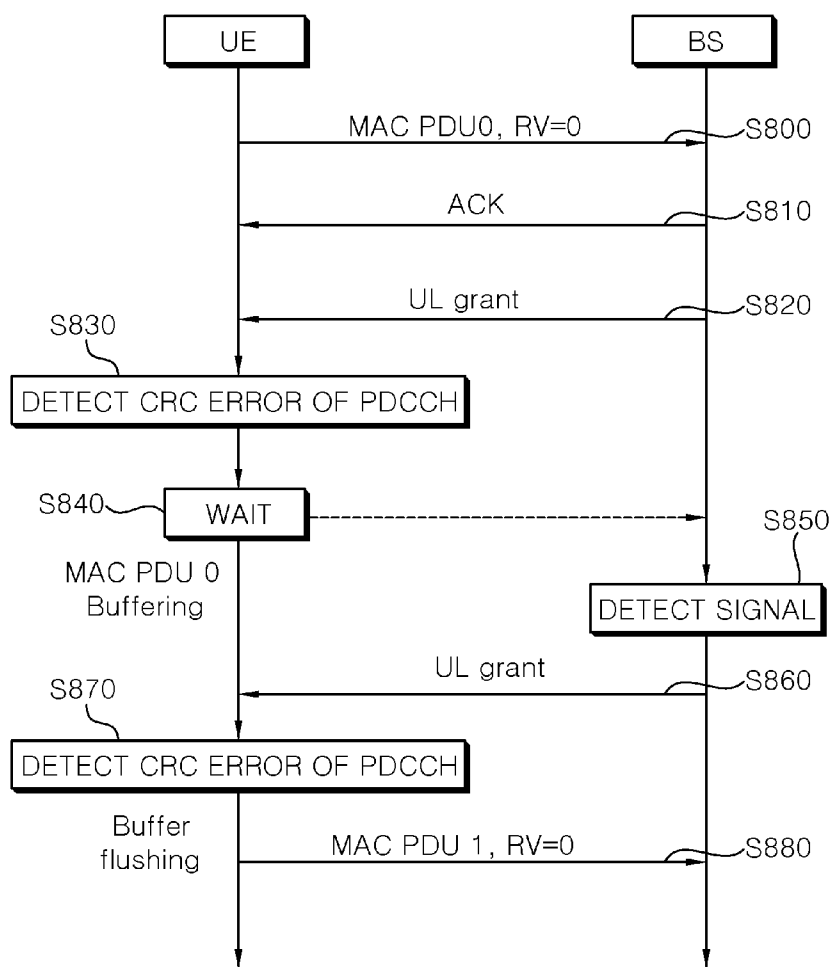 UE
BS
MAC PDU0, RV=0
S800
ACK
S810
UL grant
S820
S830
DETECT CRC ERROR OF PDCCH
S840
WAIT
S850
MAC PDU 0
Buffering
DETECT SIGNAL
UL grant
S860
S870
DETECT CRC ERROR OF PDCCH
Buffer
flushing
MAC PDU 1, RV=0
S880